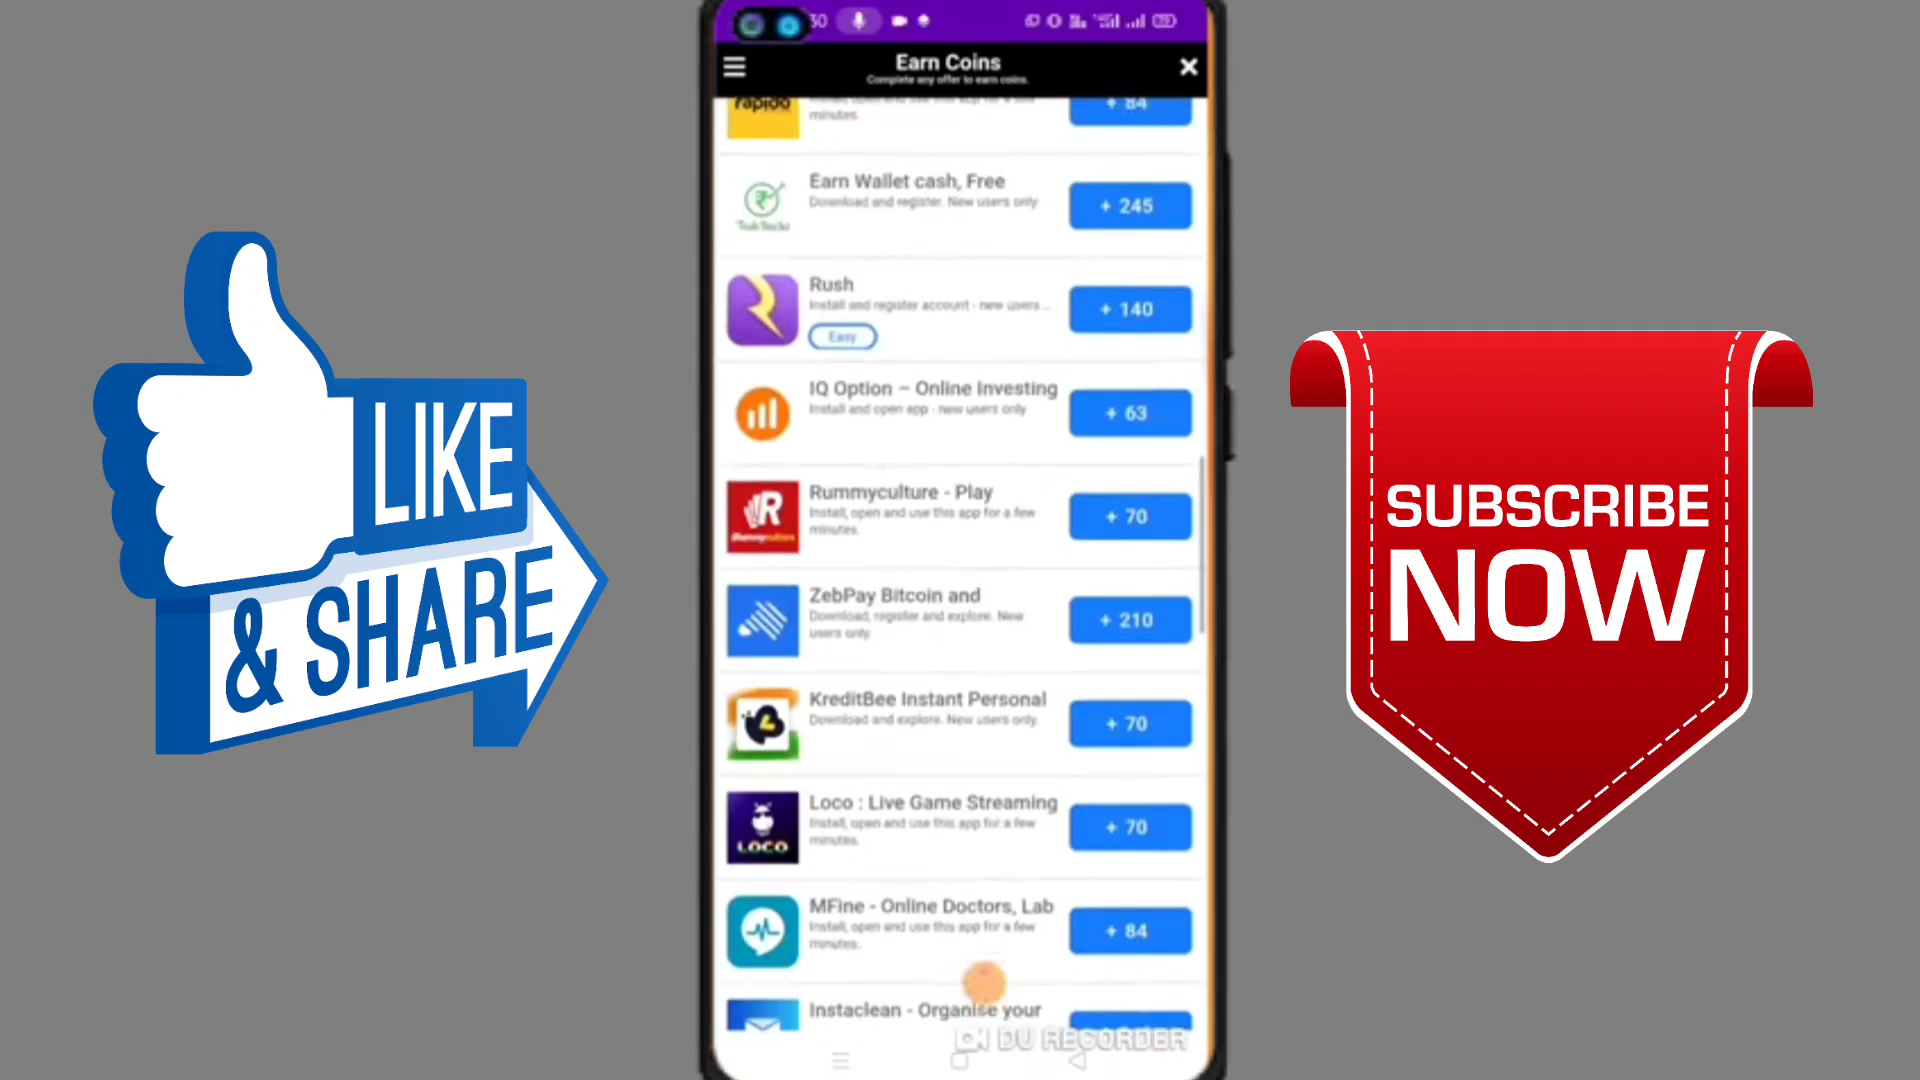 30
Earn Coins
Complete any offer to earn coins.
rapido
minutes.
+ 84
Earn Wallet cash, Free
Download and register. New users only.
+ 245
Rush
Install and register account - new users ..
Easy
+ 140
IQ Option – Online Investing
Install and open app - new users only
+ 63
Rummyculture - Play
Install, open and use this app for a few
minutes.
+ 70
ZebPay Bitcoin and
Download, register and explore. New
users only.
+ 210
KreditBee Instant Personal
Download and explore. New users only.
+ 70
Loco : Live Game Streaming
Install, open and use this app for a few
minutes.
LOCO
+ 70
MFine - Online Doctors, Lab
Install, open and use this app for a few
minutes.
+ 84
Instaclean - Organise your
DU RECORDER
LIKE
& SHARE
SUBSCRIBE
NOW